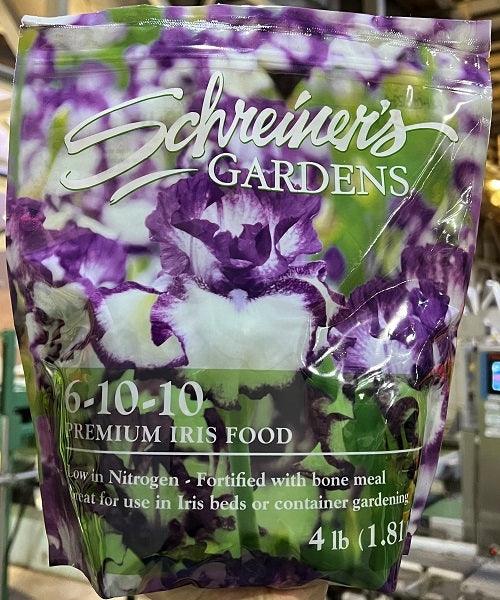 Schreiner's
GARDENS
6-10-10
PREMIUM IRIS FOOD
Low in Nitrogen - Fortified with bone meal
Great for use in Iris beds or container gardening
4 lb (1.81